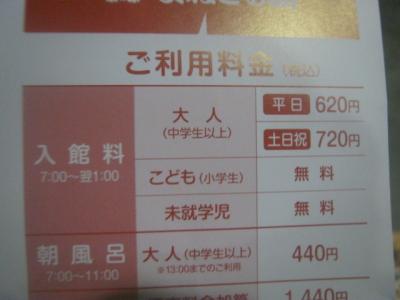 ご利用料金(税込)
入館料
7:00〜翌1:00
大人
(中学生以上)
平日 620円
土日祝 720円
こども(小学生) 無料
未就学児 無料
朝風呂
7:00〜11:00
大人(中学生以上) 440円
※13:00までのご利用
1,440円